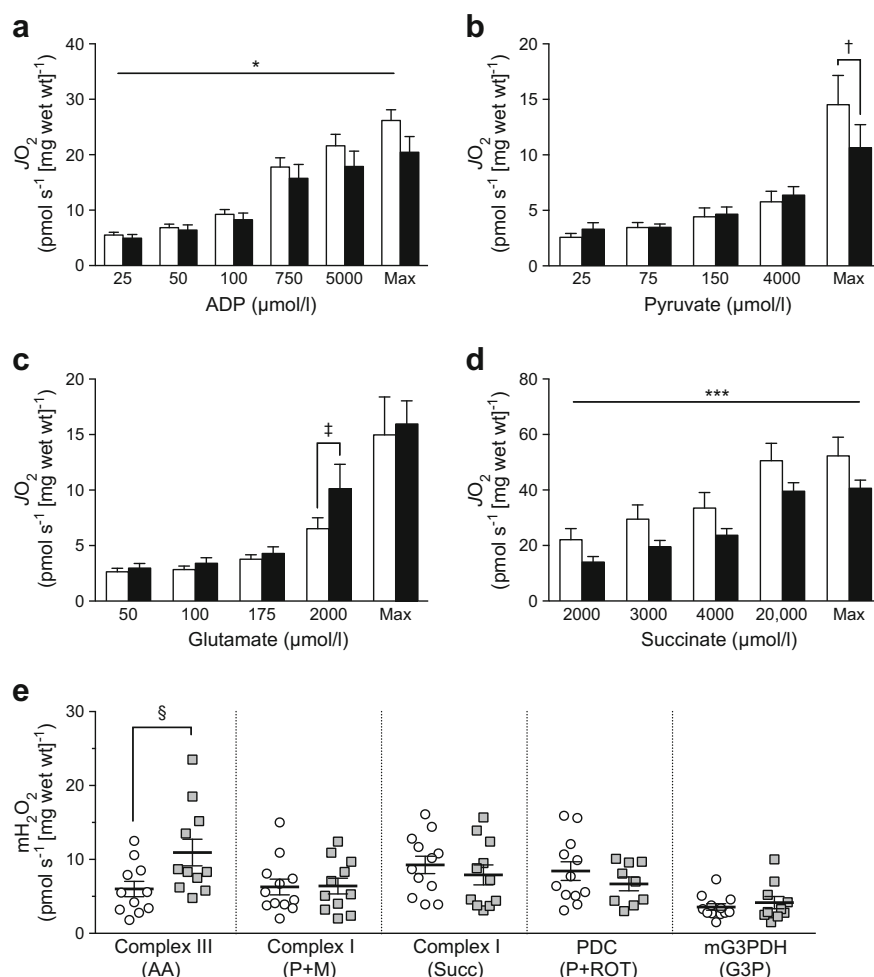 a
JO₂
(pmol s⁻¹ [mg wet wt]⁻¹)
40
30
20
10
0
*
25 50 100 750 5000 Max
ADP (µmol/l)
b
JO₂
(pmol s⁻¹ [mg wet wt]⁻¹)
20
15
10
5
0
†
25 75 150 4000 Max
Pyruvate (µmol/l)
c
JO₂
(pmol s⁻¹ [mg wet wt]⁻¹)
20
15
10
5
0
‡
50 100 175 2000 Max
Glutamate (µmol/l)
d
JO₂
(pmol s⁻¹ [mg wet wt]⁻¹)
80
60
40
20
0
***
2000 3000 4000 20,000 Max
Succinate (µmol/l)
e
mH₂O₂
(pmol s⁻¹ [mg wet wt]⁻¹)
30
20
10
0
§
Complex III Complex I Complex I PDC mG3PDH
(AA) (P+M) (Succ) (P+ROT) (G3P)